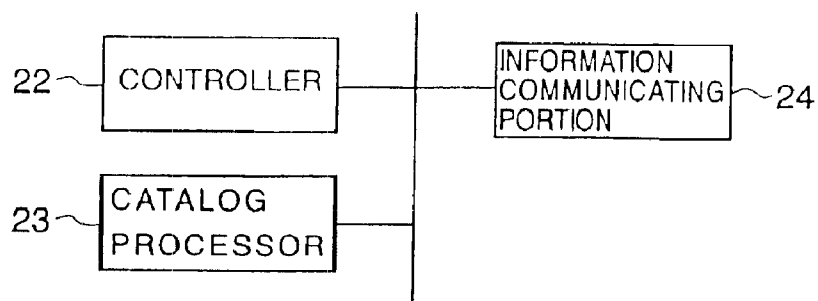 22
CONTROLLER
INFORMATION
COMMUNICATING
PORTION
24
23
CATALOG
PROCESSOR